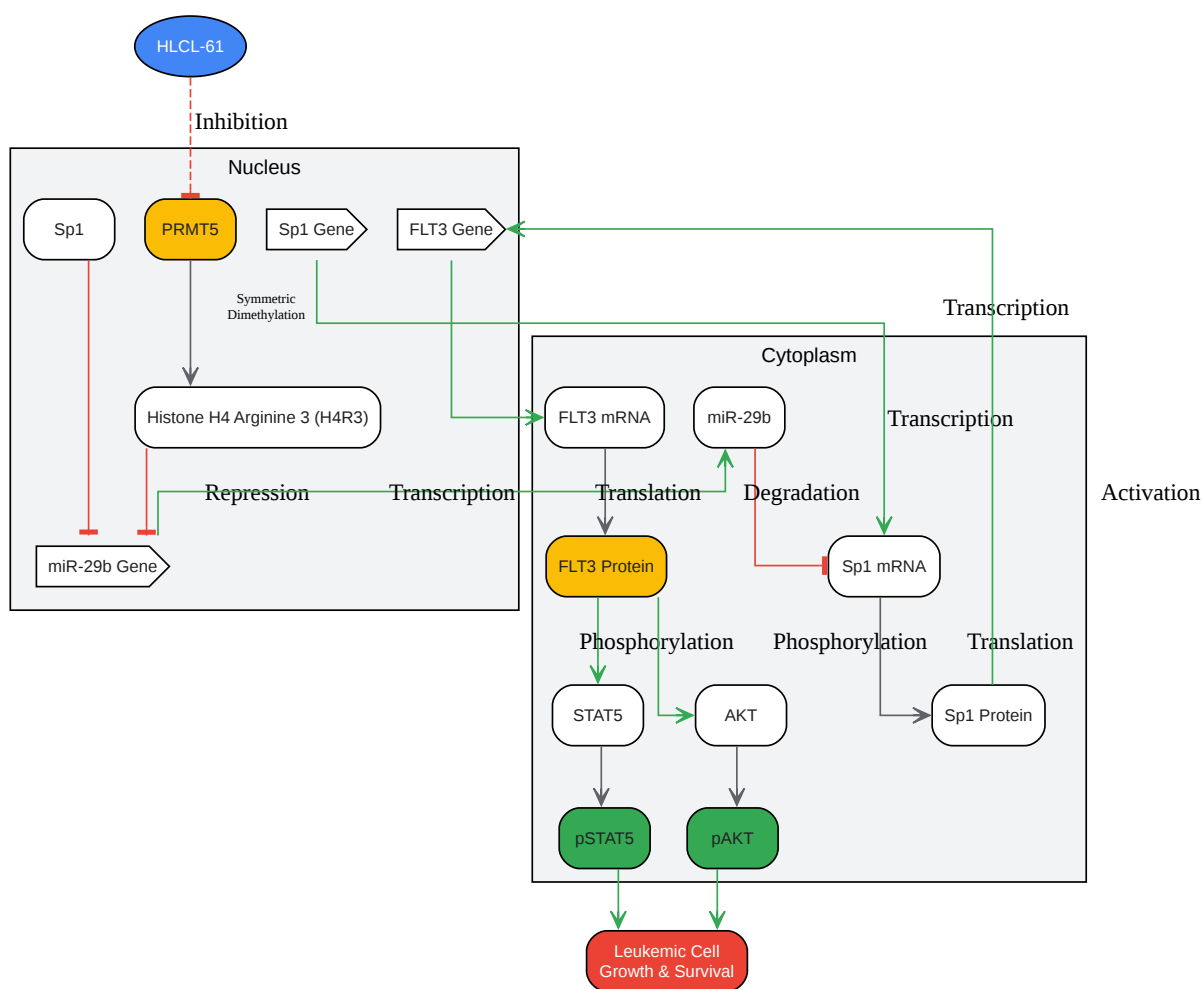 HLCL-61
Inhibition
Nucleus
Sp1
PRMT5
Sp1 Gene
FLT3 Gene
Symmetric
Dimethylation
Transcription
Cytoplasm
Histone H4 Arginine 3 (H4R3)
FLT3 mRNA
miR-29b
Transcription
Repression
Transcription
Translation
Degradation
Activation
miR-29b Gene
FLT3 Protein
Sp1 mRNA
Phosphorylation
Phosphorylation
Translation
STAT5
AKT
Sp1 Protein
pSTAT5
pAKT
Leukemic Cell
Growth & Survival